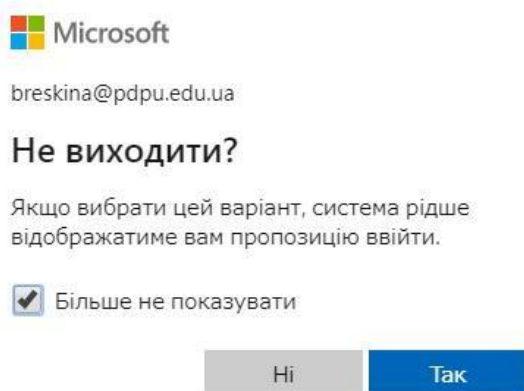 Microsoft
breskina@pdpu.edu.ua
Не виходити?
Якщо вибрати цей варіант, система рідше
відображатиме вам пропозицію ввійти.
Більше не показувати
Ні
Так